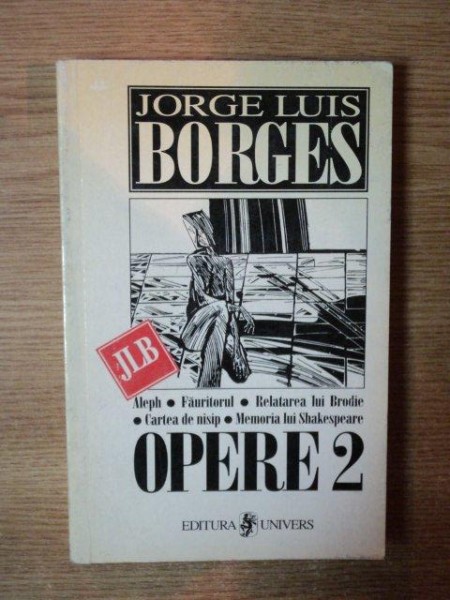 JORGE LUIS
BORGES
JLB
Aleph • Făuritorul • Relatarea lui Brodie
• Cartea de nisip • Memoria lui Shakespeare
OPERE 2
EDITURA UNIVERS